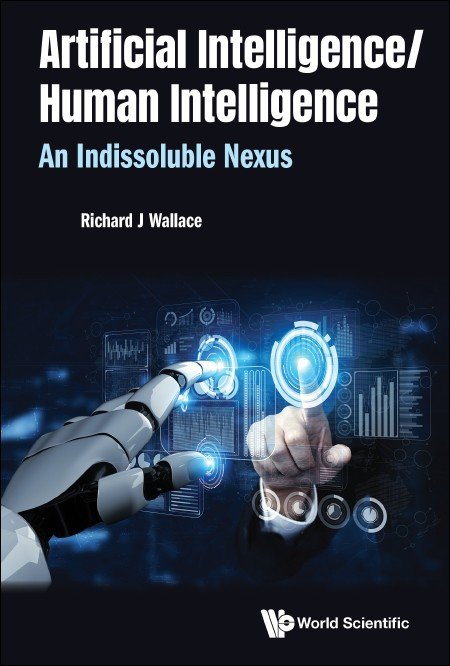 Artificial Intelligence/
Human Intelligence
An Indissoluble Nexus
Richard J Wallace
World Scientific